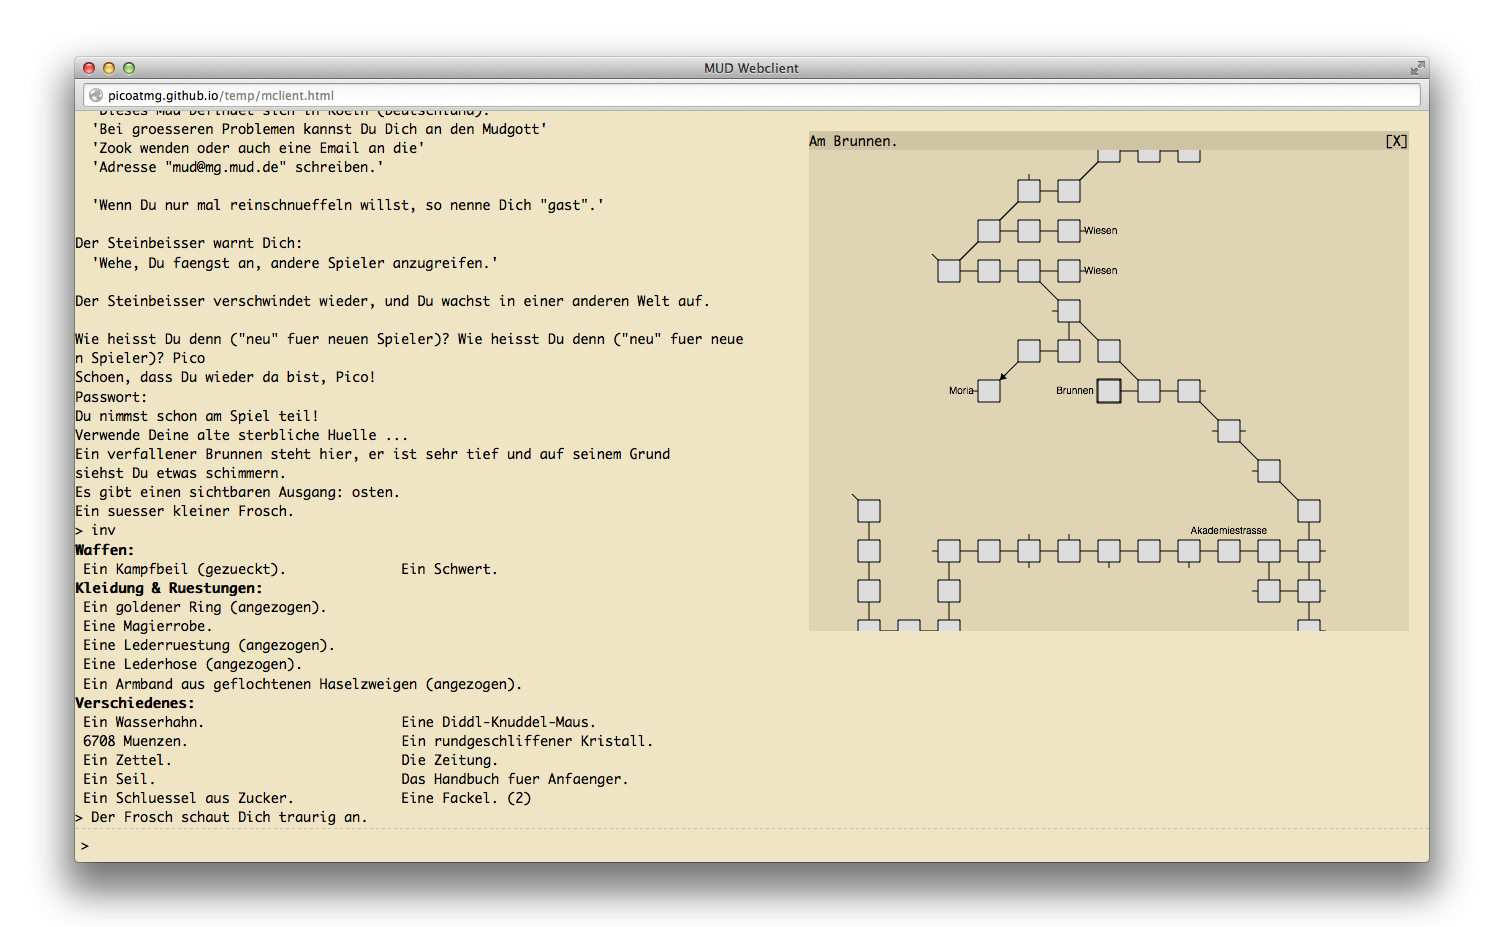 MUD Webclient
picoatmg.github.io/temp/mclient.html
'Dieses Mud befindet sich in Koeln (Deutschland).'
'Bei groesseren Problemen kannst Du Dich an den Mudgott'
'Zook wenden oder auch eine Email an die'
'Adresse "mud@mg.mud.de" schreiben.'
'Wenn Du nur mal reinschnueffeln willst, so nenne Dich "gast".'
Der Steinbeisser warnt Dich:
'Wehe, Du faengst an, andere Spieler anzugreifen.'
Der Steinbeisser verschwindet wieder, und Du wachst in einer anderen Welt auf.
Wie heisst Du denn ("neu" fuer neuen Spieler)? Wie heisst Du denn ("neu" fuer neue
n Spieler)? Pico
Schoen, dass Du wieder da bist, Pico!
Passwort:
Du nimmst schon am Spiel teil!
Verwende Deine alte sterbliche Huelle ...
Ein verfallener Brunnen steht hier, er ist sehr tief und auf seinem Grund
siehst Du etwas schimmern.
Es gibt einen sichtbaren Ausgang: osten.
Ein suesser kleiner Frosch.
> inv
Waffen:
Ein Kampfbeil (gezueckt). Ein Schwert.
Kleidung & Ruestungen:
Ein goldener Ring (angezogen).
Eine Magierrobe.
Eine Lederruestung (angezogen).
Eine Lederhose (angezogen).
Ein Armband aus geflochtenen Haselzweigen (angezogen).
Verschiedenes:
Ein Wasserhahn. Eine Diddl-Knuddel-Maus.
6708 Muenzen. Ein rundgeschliffener Kristall.
Ein Zettel. Die Zeitung.
Ein Seil. Das Handbuch fuer Anfaenger.
Ein Schluessel aus Zucker. Eine Fackel. (2)
> Der Frosch schaut Dich traurig an.
>
Am Brunnen. [X]
Wiesen
Wiesen
Moria
Brunnen
Akademiestrasse